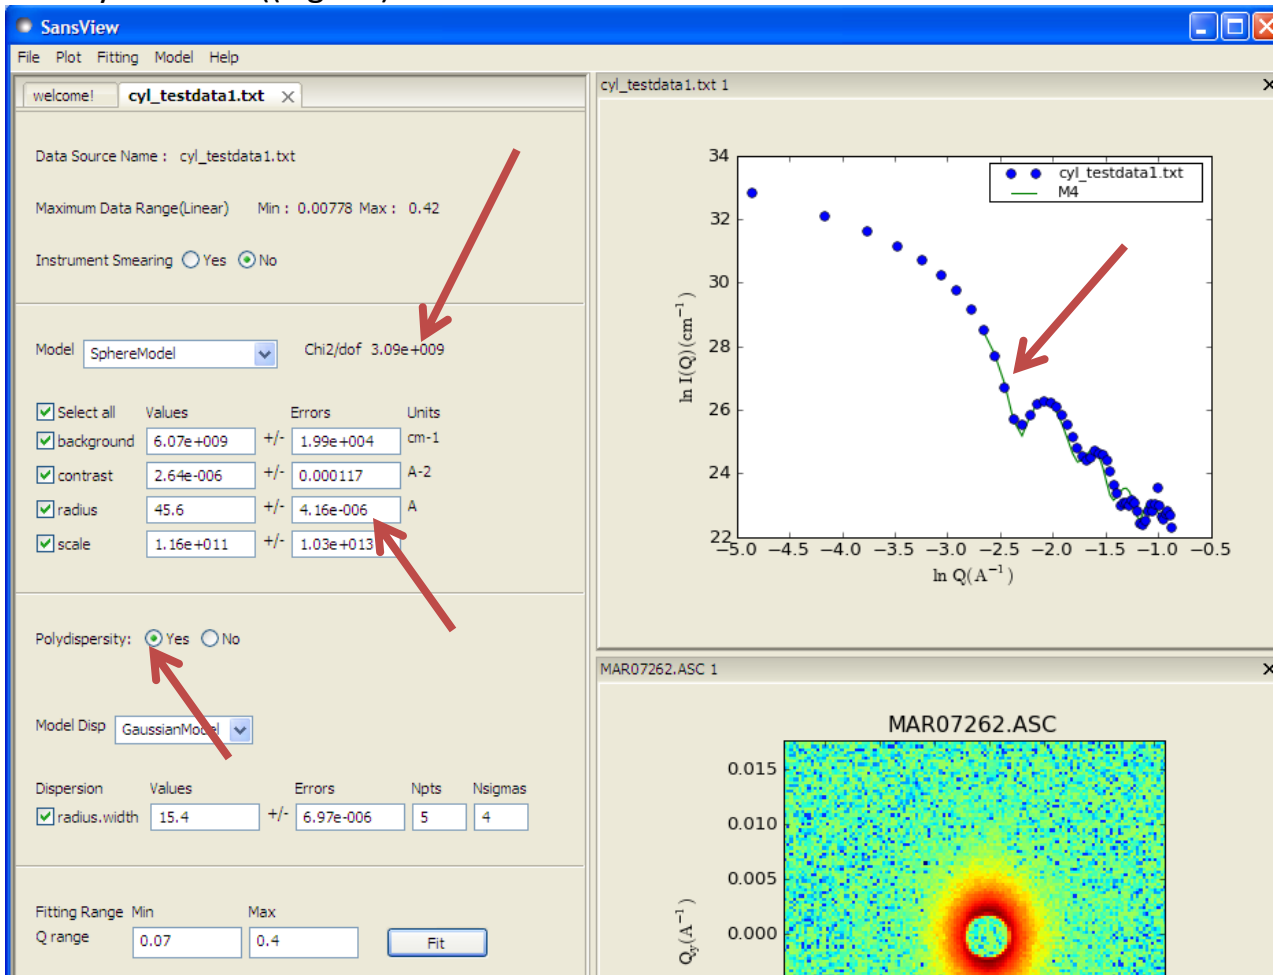 SansView
File Plot Fitting Model Help
welcome! cyl_testdata1.txt
Data Source Name : cyl_testdata1.txt
Maximum Data Range(Linear) Min : 0.00778 Max : 0.42
Instrument Smearing Yes No
Model SphereModel Chi2/dof 3.09e+009
Select all Values Errors Units
background 6.07e+009 +/- 1.99e+004 cm-1
contrast 2.64e-006 +/- 0.000117 A-2
radius 45.6 +/- 4.16e-006 A
scale 1.16e+011 +/- 1.03e+013
Polydispersity: Yes No
Model Disp GaussianModel
Dispersion Values Errors Npts Nsigmas
radius.width 15.4 +/- 6.97e-006 5 4
Fitting Range Min Max
Q range 0.07 0.4 Fit
cyl_testdata1.txt 1
34
32
30
28
26
24
22
ln I(Q)(cm⁻¹)
cyl_testdata1.txt
M4
−5.0 −4.5 −4.0 −3.5 −3.0 −2.5 −2.0 −1.5 −1.0 −0.5
ln Q(A⁻¹)
MAR07262.ASC 1
MAR07262.ASC
0.015
0.010
0.005
0.000
Qy(A⁻¹)